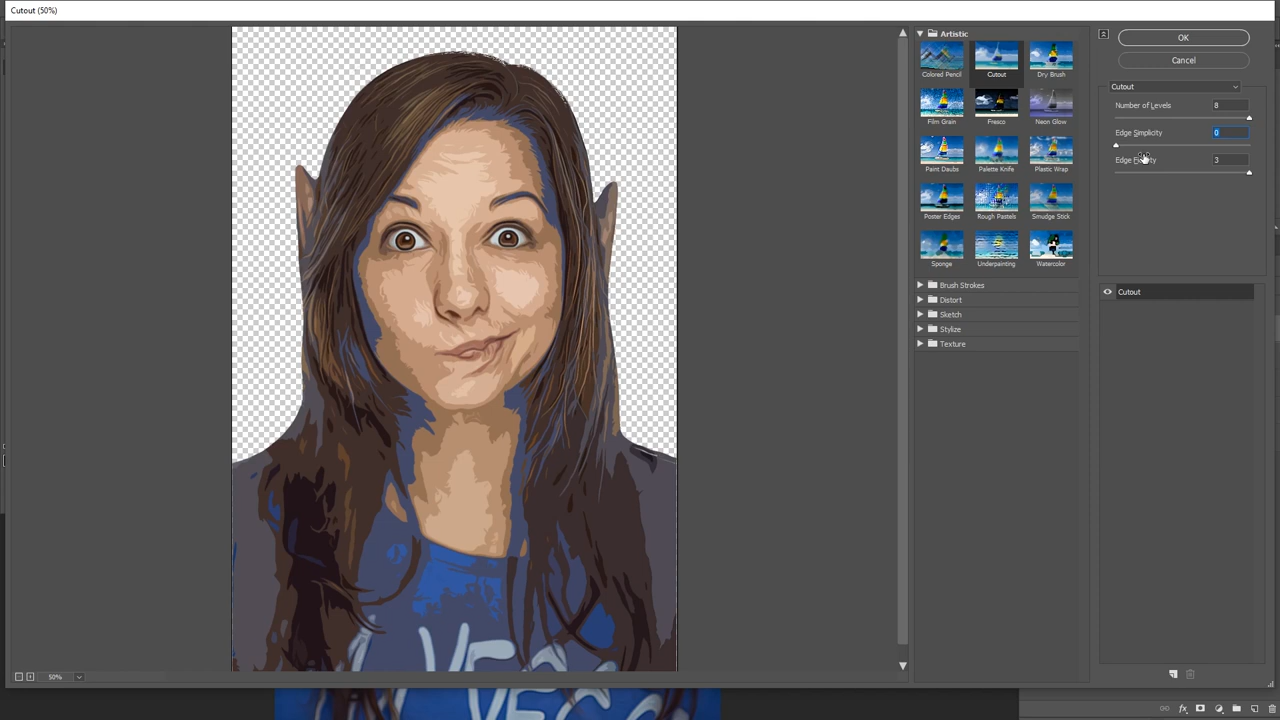 Cutout (50%)
Artistic
Colored Pencil
Cutout
Dry Brush
Film Grain
Fresco
Neon Glow
Paint Daubs
Palette Knife
Plastic Wrap
Poster Edges
Rough Pastels
Smudge Stick
Sponge
Underpainting
Watercolor
Brush Strokes
Distort
Sketch
Stylize
Texture
OK
Cancel
Cutout
Number of Levels 8
Edge Simplicity 0
Edge 3
Cutout
50%
fx